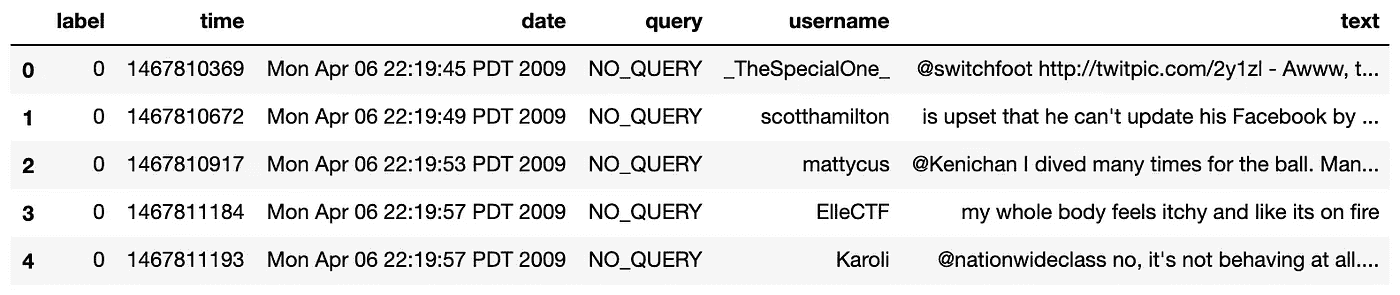 label time date query username text
0 0 1467810369 Mon Apr 06 22:19:45 PDT 2009 NO_QUERY _TheSpecialOne_ @switchfoot http://twitpic.com/2y1zl - Awww, t...
1 0 1467810672 Mon Apr 06 22:19:49 PDT 2009 NO_QUERY scotthamilton is upset that he can't update his Facebook by ...
2 0 1467810917 Mon Apr 06 22:19:53 PDT 2009 NO_QUERY mattycus @Kenichan I dived many times for the ball. Man...
3 0 1467811184 Mon Apr 06 22:19:57 PDT 2009 NO_QUERY ElleCTF my whole body feels itchy and like its on fire
4 0 1467811193 Mon Apr 06 22:19:57 PDT 2009 NO_QUERY Karoli @nationwideclass no, it's not behaving at all....